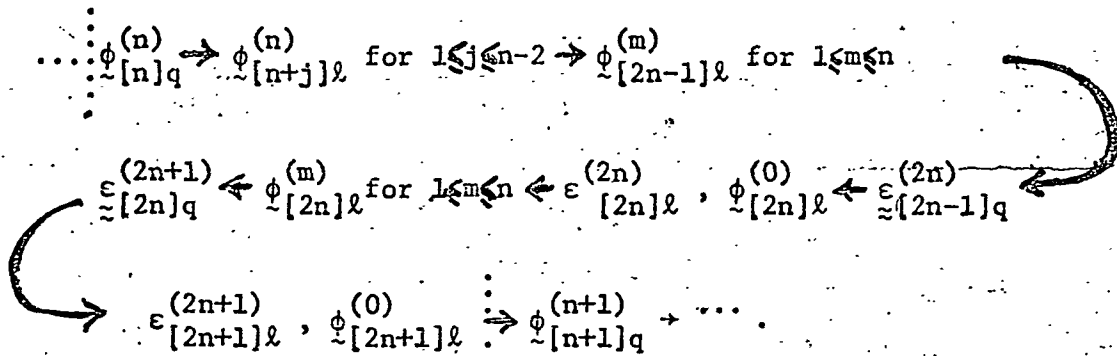 ····⋮ φ̰^{(n)}_{[n]q} → φ̰^{(n)}_{[n+j]ℓ} for 1≤j≤n-2 → φ̰^{(m)}_{[2n-1]ℓ} for 1≤m≤n
ε̰^{(2n+1)}_{[2n]q} ← φ̰^{(m)}_{[2n]ℓ} for 1≤m≤n ← ε^{(2n)}_{[2n]ℓ} , φ̰^{(0)}_{[2n]ℓ} ← ε̰^{(2n)}_{[2n-1]q}
ε^{(2n+1)}_{[2n+1]ℓ} , φ̰^{(0)}_{[2n+1]ℓ} ⋮ → φ̰^{(n+1)}_{[n+1]q} → ··· .